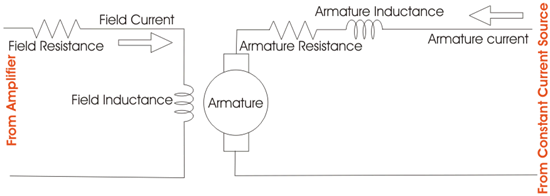 Field Current
Field Resistance
Field Inductance
From Amplifier
Armature
Armature Inductance
Armature Resistance
Armature current
From Constant Current Source